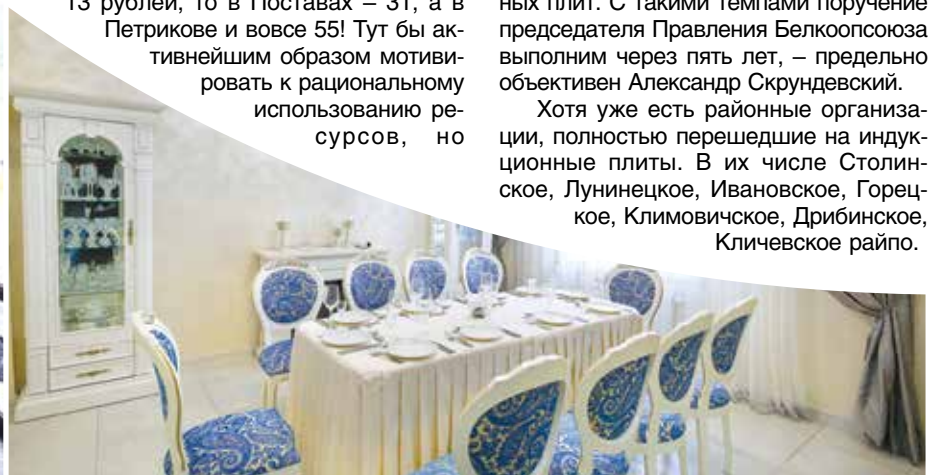 13 рублей, то в Поставах – 31, а в
Петрикове и вовсе 55! Тут бы ак-
тивнейшим образом мотиви-
ровать к рациональному
использованию ре-
сурсов, но
ных плит. С такими темпами поручение
председателя Правления Белкоопсоюза
выполним через пять лет, – предельно
объективен Александр Скрундевский.
Хотя уже есть районные организа-
ции, полностью перешедшие на индук-
ционные плиты. В их числе Столин-
ское, Лунинецкое, Ивановское, Горец-
кое, Климовичское, Дрибинское,
Кличевское райпо.